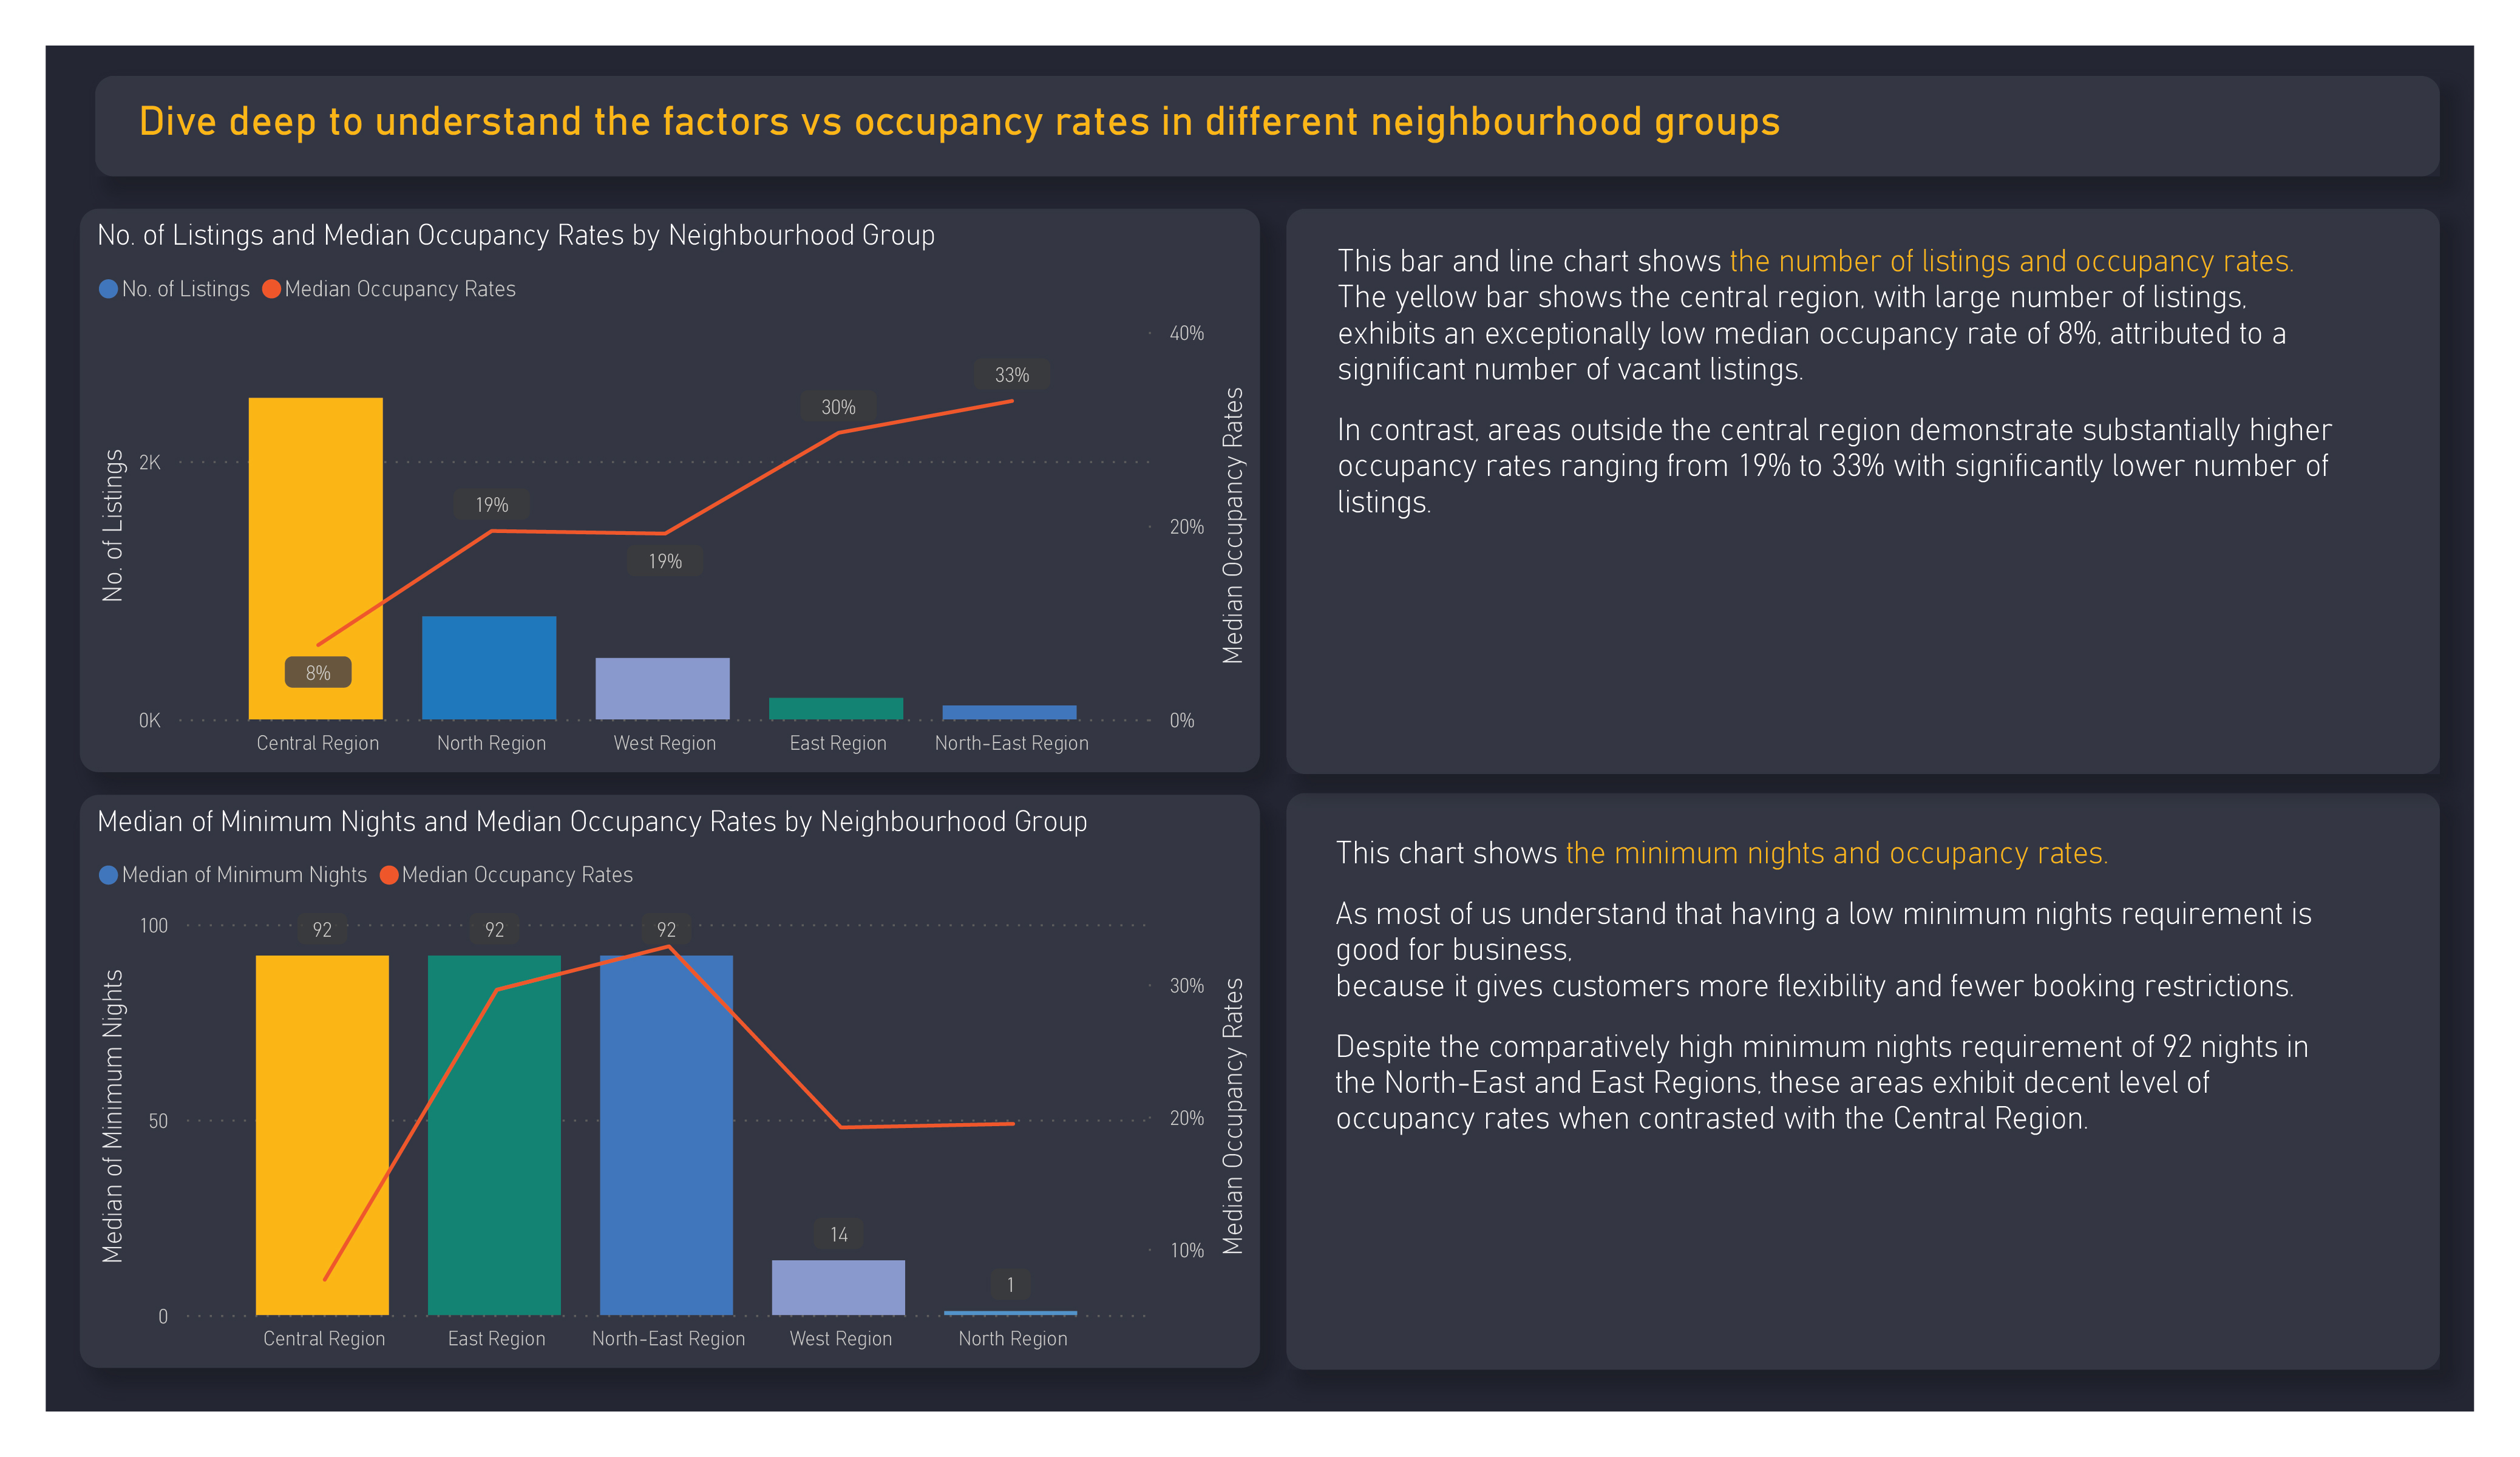 Dive deep to understand the factors vs occupancy rates in different neighbourhood groups
No. of Listings and Median Occupancy Rates by Neighbourhood Group
No. of Listings
Median Occupancy Rates
No. of Listings
2K
0K
40%
20%
0%
Median Occupancy Rates
8%
19%
19%
30%
33%
Central Region
North Region
West Region
East Region
North-East Region
This bar and line chart shows the number of listings and occupancy rates.
The yellow bar shows the central region, with large number of listings,
exhibits an exceptionally low median occupancy rate of 8%, attributed to a
significant number of vacant listings.
In contrast, areas outside the central region demonstrate substantially higher
occupancy rates ranging from 19% to 33% with significantly lower number of
listings.
Median of Minimum Nights and Median Occupancy Rates by Neighbourhood Group
Median of Minimum Nights
Median Occupancy Rates
Median of Minimum Nights
100
50
0
30%
20%
10%
Median Occupancy Rates
92
92
92
14
1
Central Region
East Region
North-East Region
West Region
North Region
This chart shows the minimum nights and occupancy rates.
As most of us understand that having a low minimum nights requirement is
good for business,
because it gives customers more flexibility and fewer booking restrictions.
Despite the comparatively high minimum nights requirement of 92 nights in
the North-East and East Regions, these areas exhibit decent level of
occupancy rates when contrasted with the Central Region.